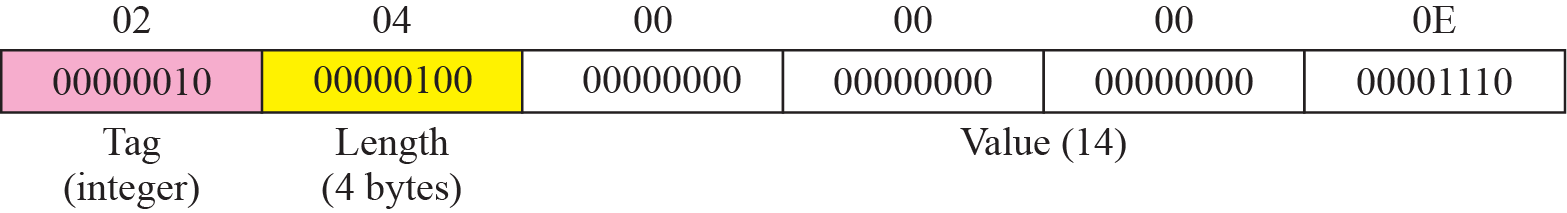 02 04 00 00 00 0E
00000010 00000100 00000000 00000000 00000000 00001110
Tag Length Value (14)
(integer) (4 bytes)